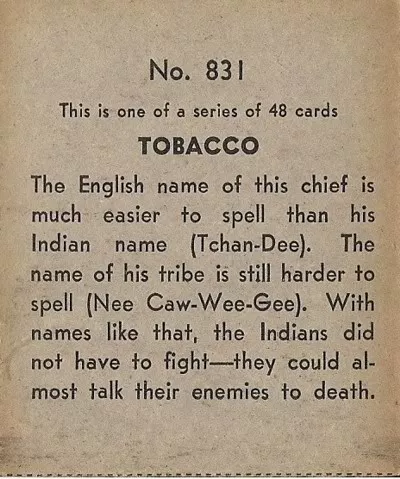 No. 831
This is one of a series of 48 cards
TOBACCO
The English name of this chief is
much easier to spell than his
Indian name (Tchan-Dee). The
name of his tribe is still harder to
spell (Nee Caw-Wee-Gee). With
names like that, the Indians did
not have to fight—they could al-
most talk their enemies to death.